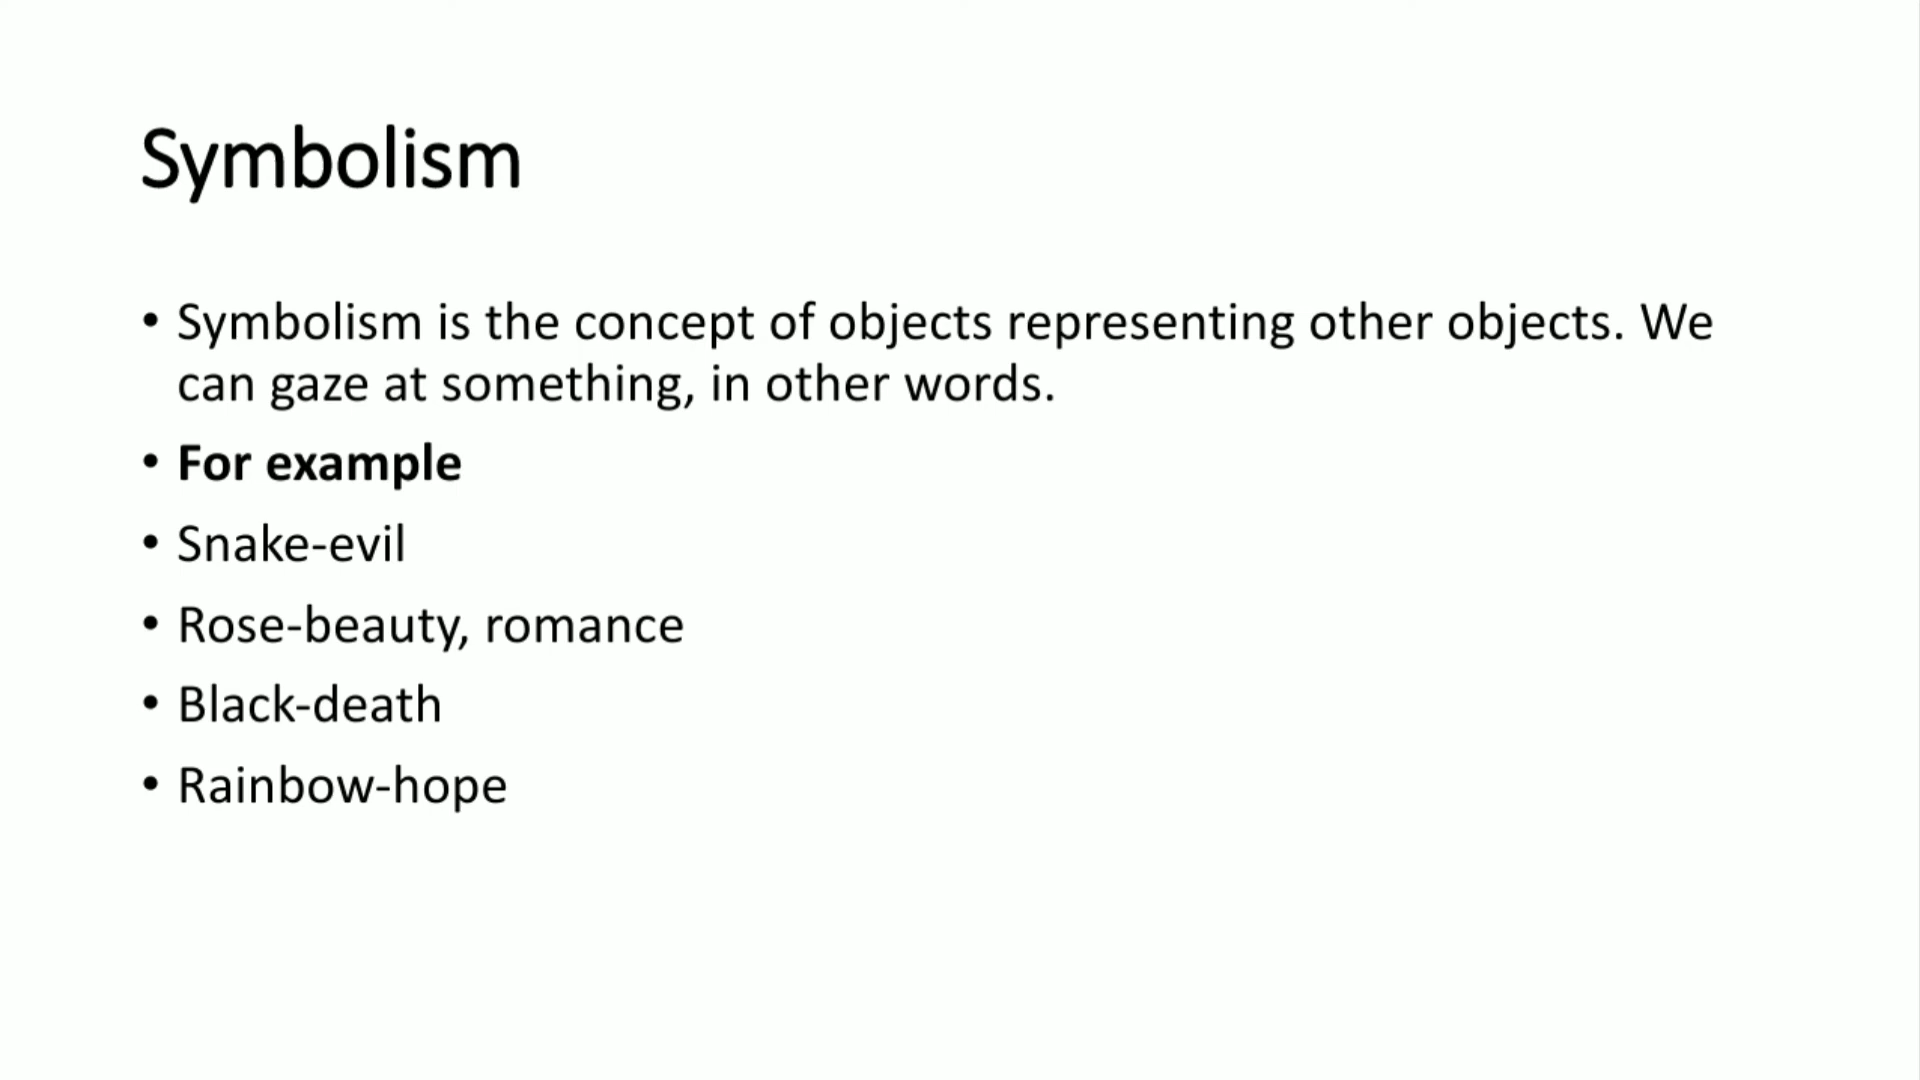 Symbolism
• Symbolism is the concept of objects representing other objects. We
can gaze at something, in other words.
• For example
• Snake-evil
• Rose-beauty, romance
• Black-death
• Rainbow-hope